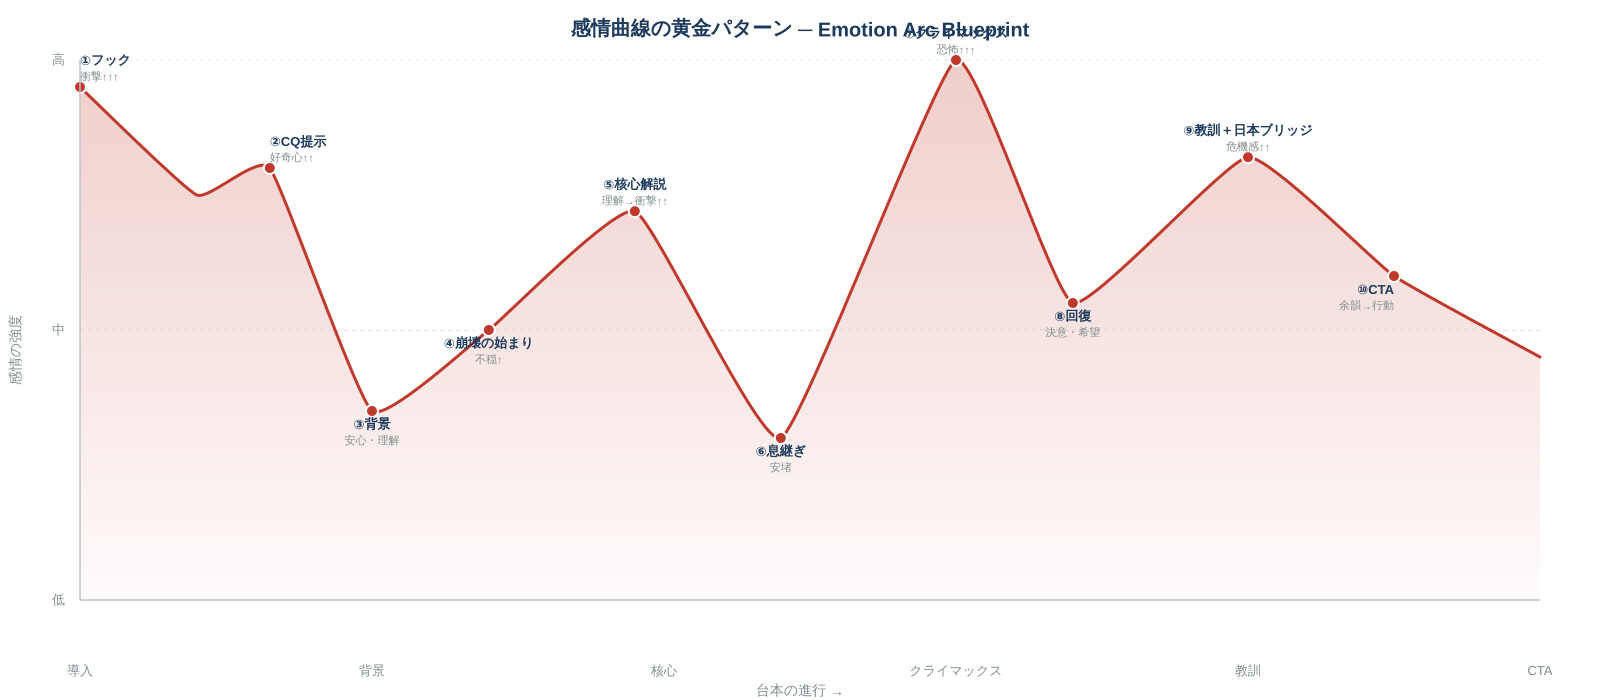 感情曲線の黄金パターン — Emotion Arc Blueprint
恐怖↑↑↑
高
①フック
衝撃↑↑↑
②CQ提示
好奇心↑↑
⑨教訓＋日本ブリッジ
危機感↑↑
⑤核心解説
理解→衝撃↑↑
⑩CTA
余韻→行動
⑧回復
決意・希望
中
④崩壊の始まり
不穏↑
③背景
安心・理解
⑥息継ぎ
安堵
感情の強度
低
導入
背景
核心
クライマックス
教訓
CTA
台本の進行 →